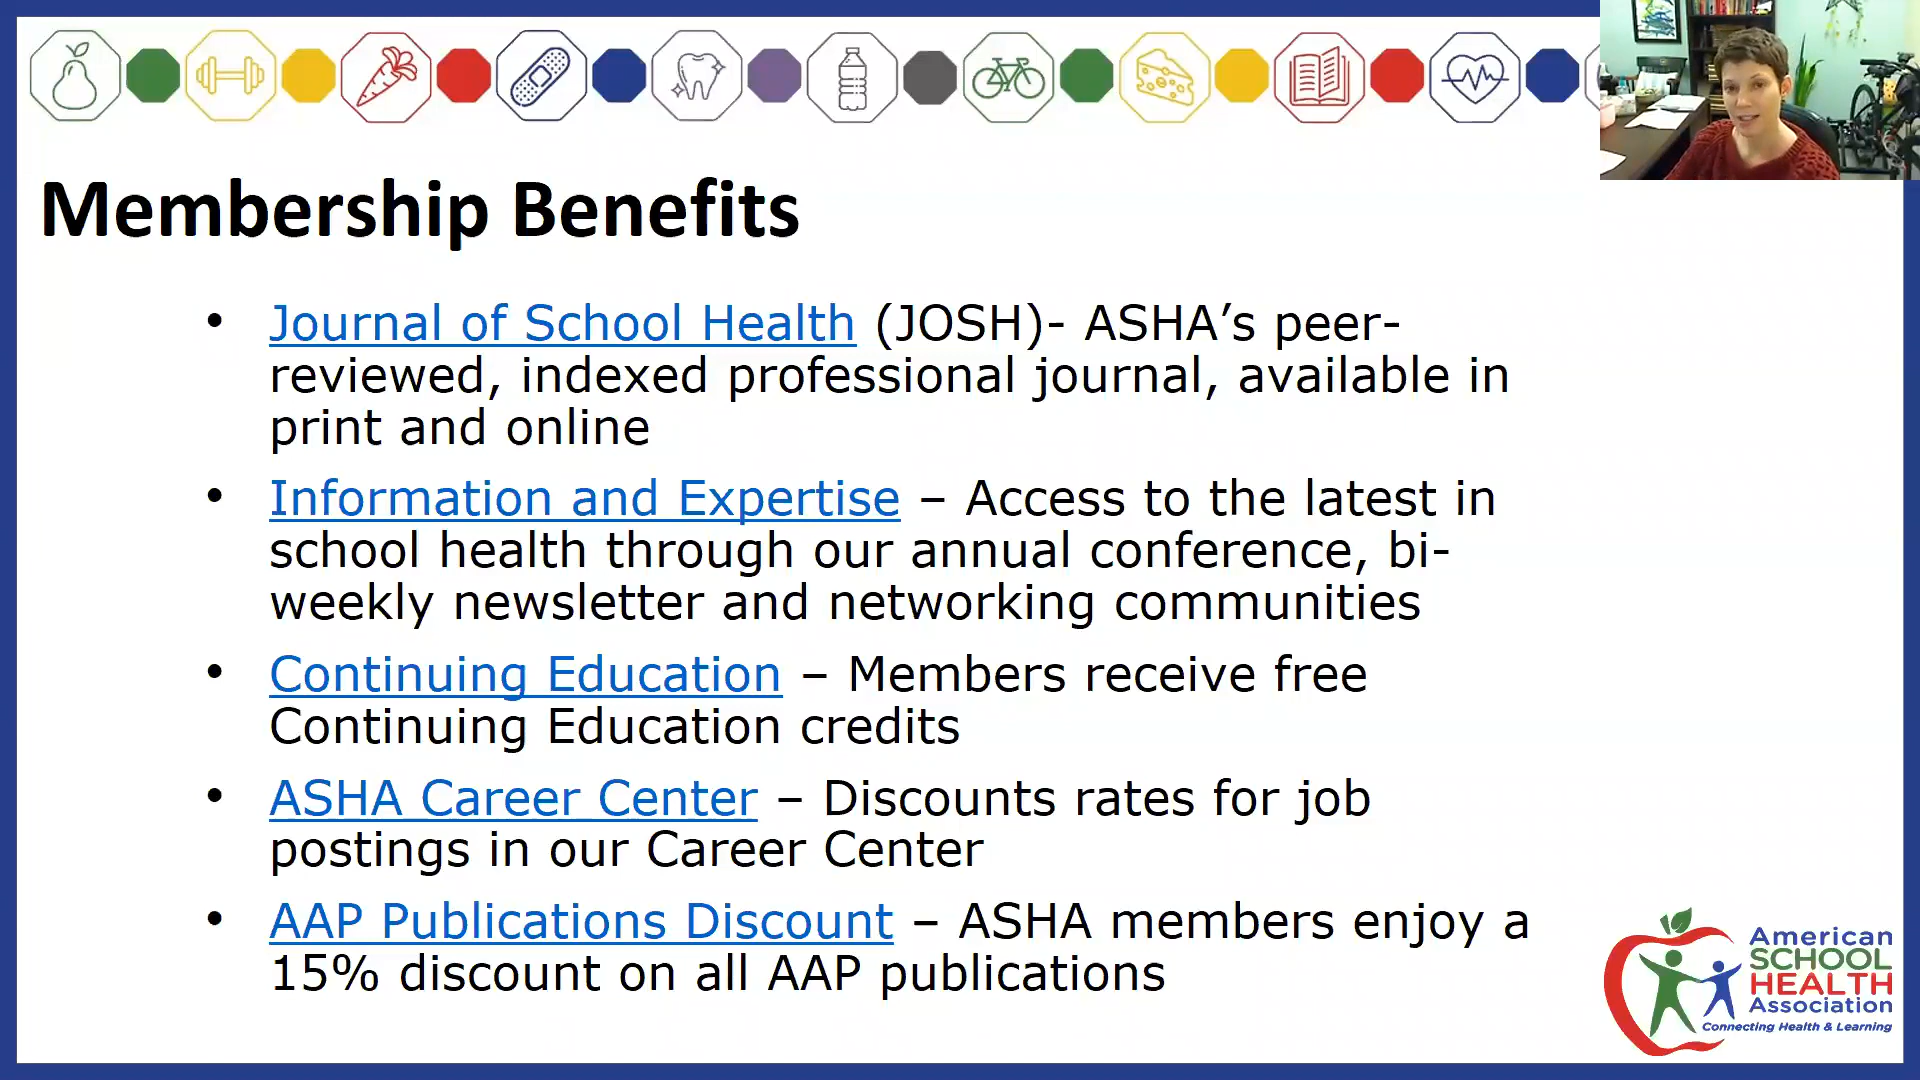 Membership Benefits
• Journal of School Health (JOSH)- ASHA’s peer-
reviewed, indexed professional journal, available in
print and online
• Information and Expertise – Access to the latest in
school health through our annual conference, bi-
weekly newsletter and networking communities
• Continuing Education – Members receive free
Continuing Education credits
• ASHA Career Center – Discounts rates for job
postings in our Career Center
• AAP Publications Discount – ASHA members enjoy a
15% discount on all AAP publications
American
SCHOOL
HEALTH
Association
Connecting Health & Learning